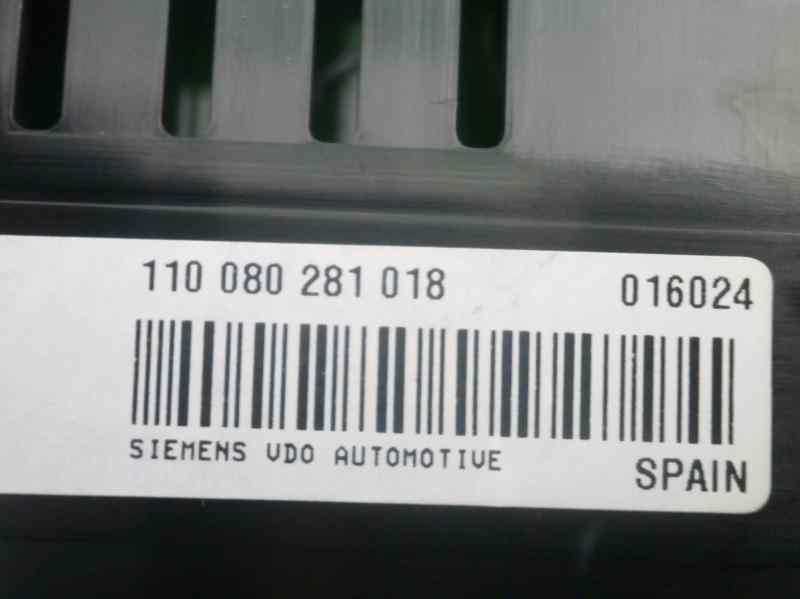 110 080 281 018 016024
SIEMENS VDO AUTOMOTIVE SPAIN